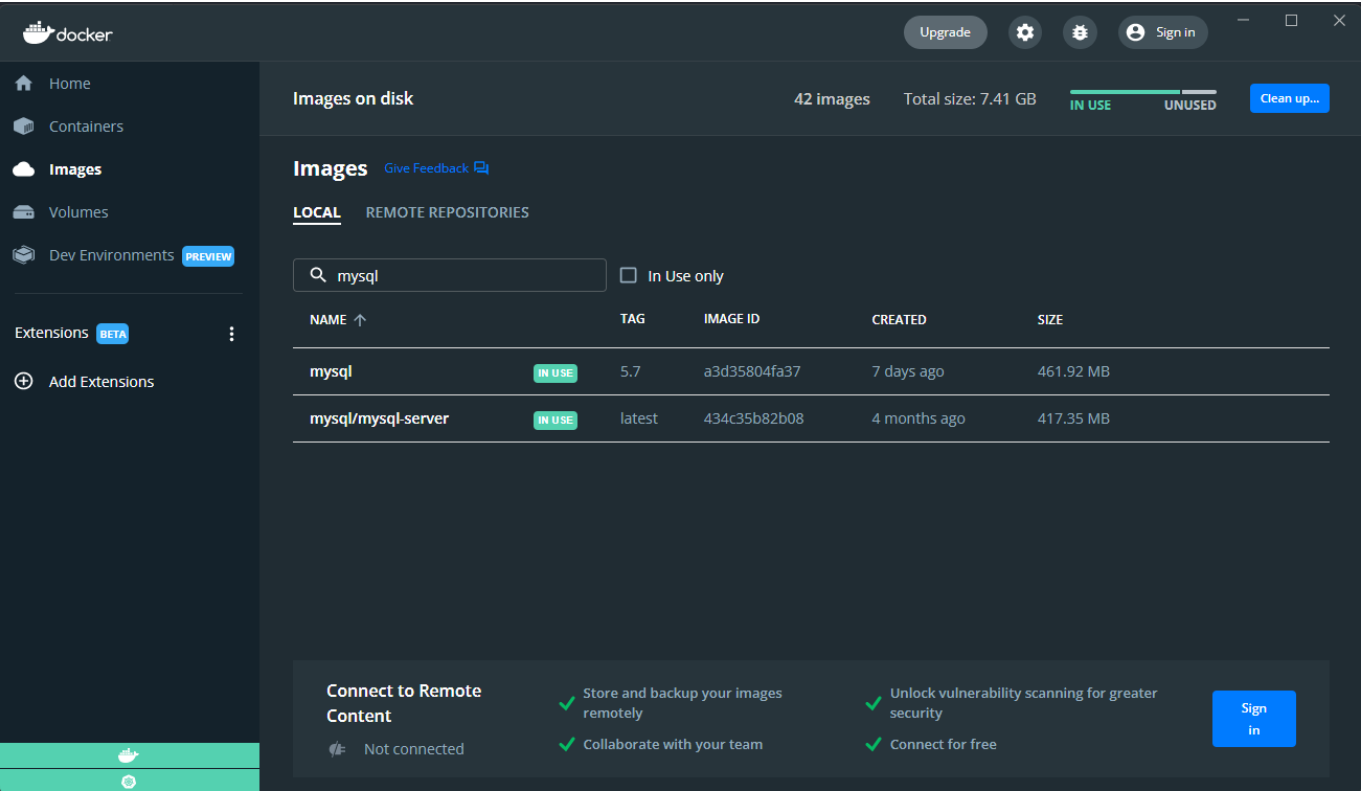 docker
Upgrade
Sign in
Home
Containers
Images
Volumes
Dev Environments PREVIEW
Extensions BETA
Add Extensions
Images on disk
42 images
Total size: 7.41 GB
IN USE
UNUSED
Clean up...
Images
Give Feedback
LOCAL
REMOTE REPOSITORIES
mysql
In Use only
NAME TAG IMAGE ID CREATED SIZE
mysql IN USE 5.7 a3d35804fa37 7 days ago 461.92 MB
mysql/mysql-server IN USE latest 434c35b82b08 4 months ago 417.35 MB
Connect to Remote
Content
Not connected
Store and backup your images
remotely
Collaborate with your team
Unlock vulnerability scanning for greater
security
Connect for free
Sign
in